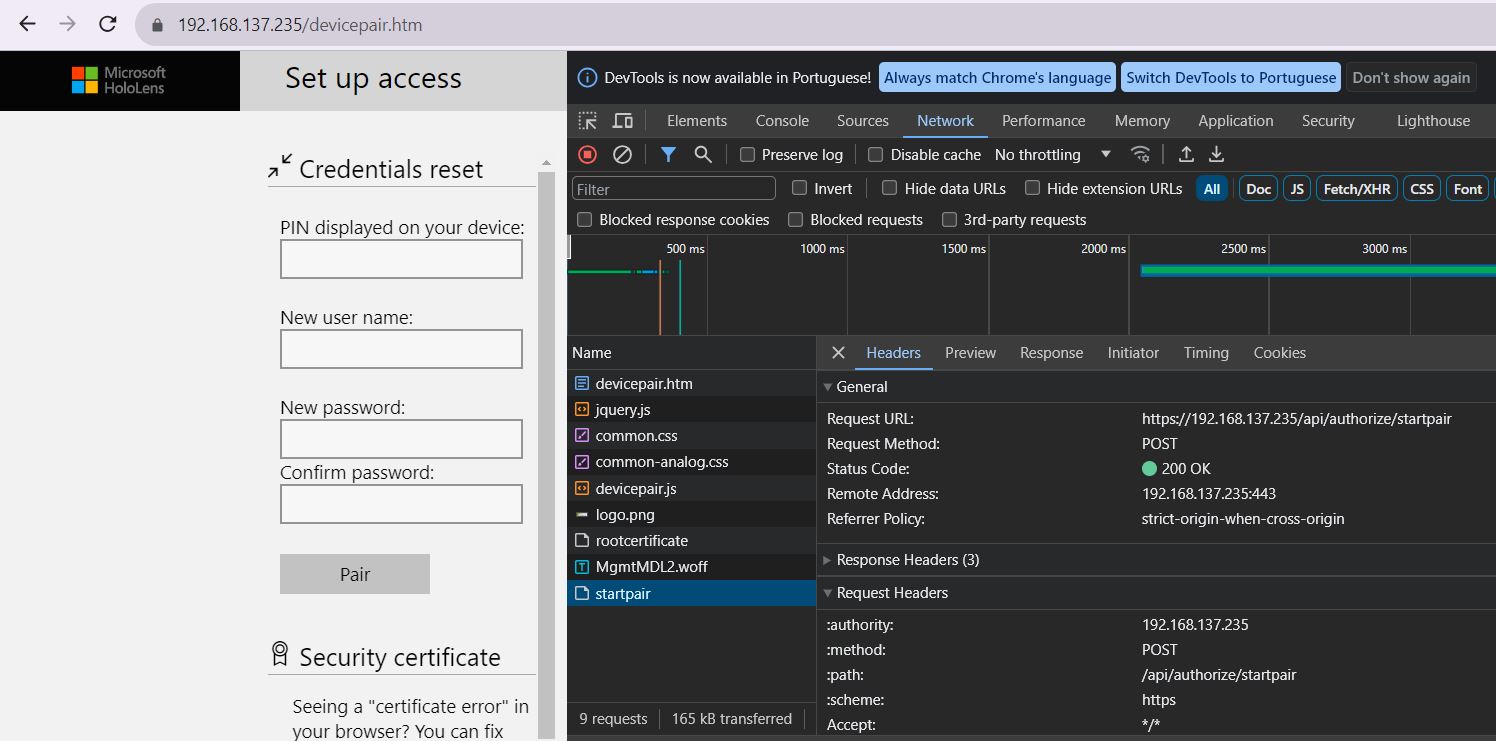 192.168.137.235/devicepair.htm
Microsoft
HoloLens
Set up access
Credentials reset
PIN displayed on your device:
New user name:
New password:
Confirm password:
Pair
Security certificate
Seeing a "certificate error" in
your browser? You can fix
DevTools is now available in Portuguese! Always match Chrome's language Switch DevTools to Portuguese Don't show again
Elements Console Sources Network Performance Memory Application Security Lighthouse
Preserve log Disable cache No throttling
Filter Invert Hide data URLs Hide extension URLs All Doc JS Fetch/XHR CSS Font
Blocked response cookies Blocked requests 3rd-party requests
500 ms 1000 ms 1500 ms 2000 ms 2500 ms 3000 ms
Name
devicepair.htm
jquery.js
common.css
common-analog.css
devicepair.js
logo.png
rootcertificate
MgmtMDL2.woff
startpair
9 requests 165 kB transferred
Headers Preview Response Initiator Timing Cookies
General
Request URL: https://192.168.137.235/api/authorize/startpair
Request Method: POST
Status Code: 200 OK
Remote Address: 192.168.137.235:443
Referrer Policy: strict-origin-when-cross-origin
Response Headers (3)
Request Headers
:authority: 192.168.137.235
:method: POST
:path: /api/authorize/startpair
:scheme: https
Accept: */*